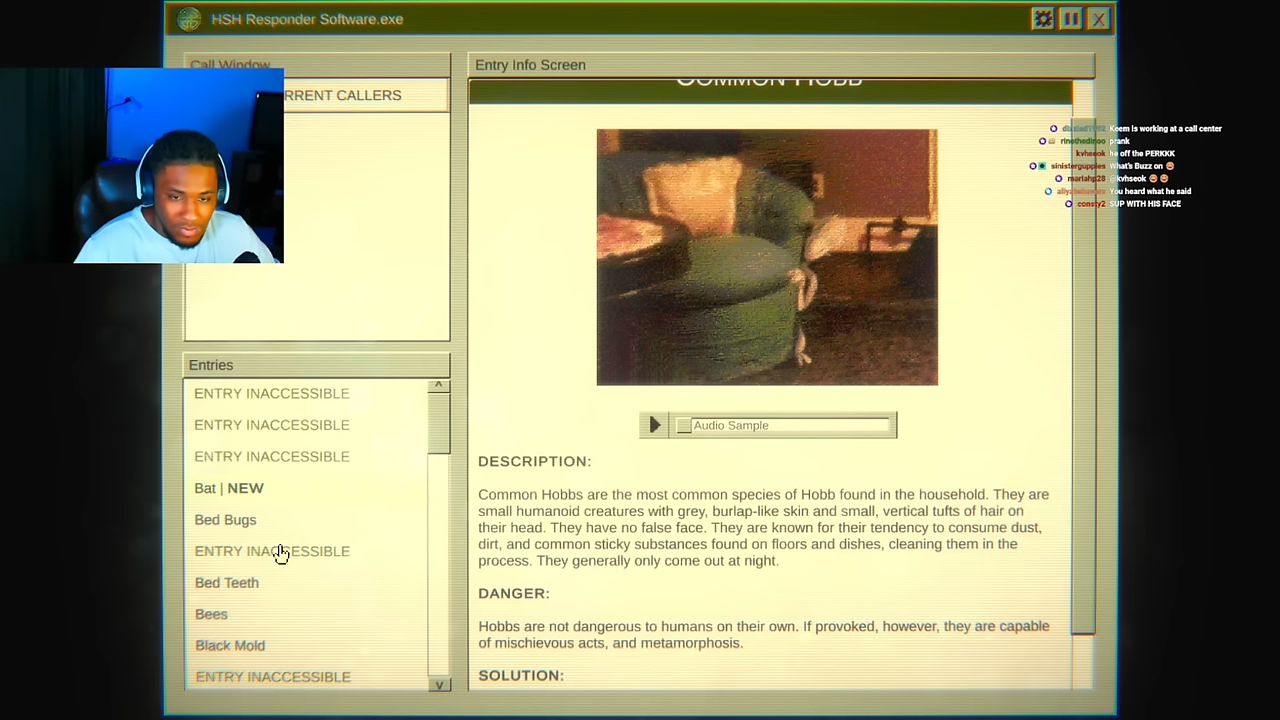 HSH Responder Software.exe
X
Call Window
RRENT CALLERS
Entries
ENTRY INACCESSIBLE
ENTRY INACCESSIBLE
ENTRY INACCESSIBLE
Bat | NEW
Bed Bugs
ENTRY INACCESSIBLE
Bed Teeth
Bees
Black Mold
ENTRY INACCESSIBLE
Entry Info Screen
COMMON HOBB
Audio Sample
DESCRIPTION:
Common Hobbs are the most common species of Hobb found in the household. They are
small humanoid creatures with grey, burlap-like skin and small, vertical tufts of hair on
their head. They have no false face. They are known for their tendency to consume dust,
dirt, and common sticky substances found on floors and dishes, cleaning them in the
process. They generally only come out at night.
DANGER:
Hobbs are not dangerous to humans on their own. If provoked, however, they are capable
of mischievous acts, and metamorphosis.
SOLUTION:
Keem is working at a call center
prank
kvheeok he off the PERKKK
sinisterguppies What's Buzz on
mariahp28 @kvhseok
You heard what he said
consty2 SUP WITH HIS FACE